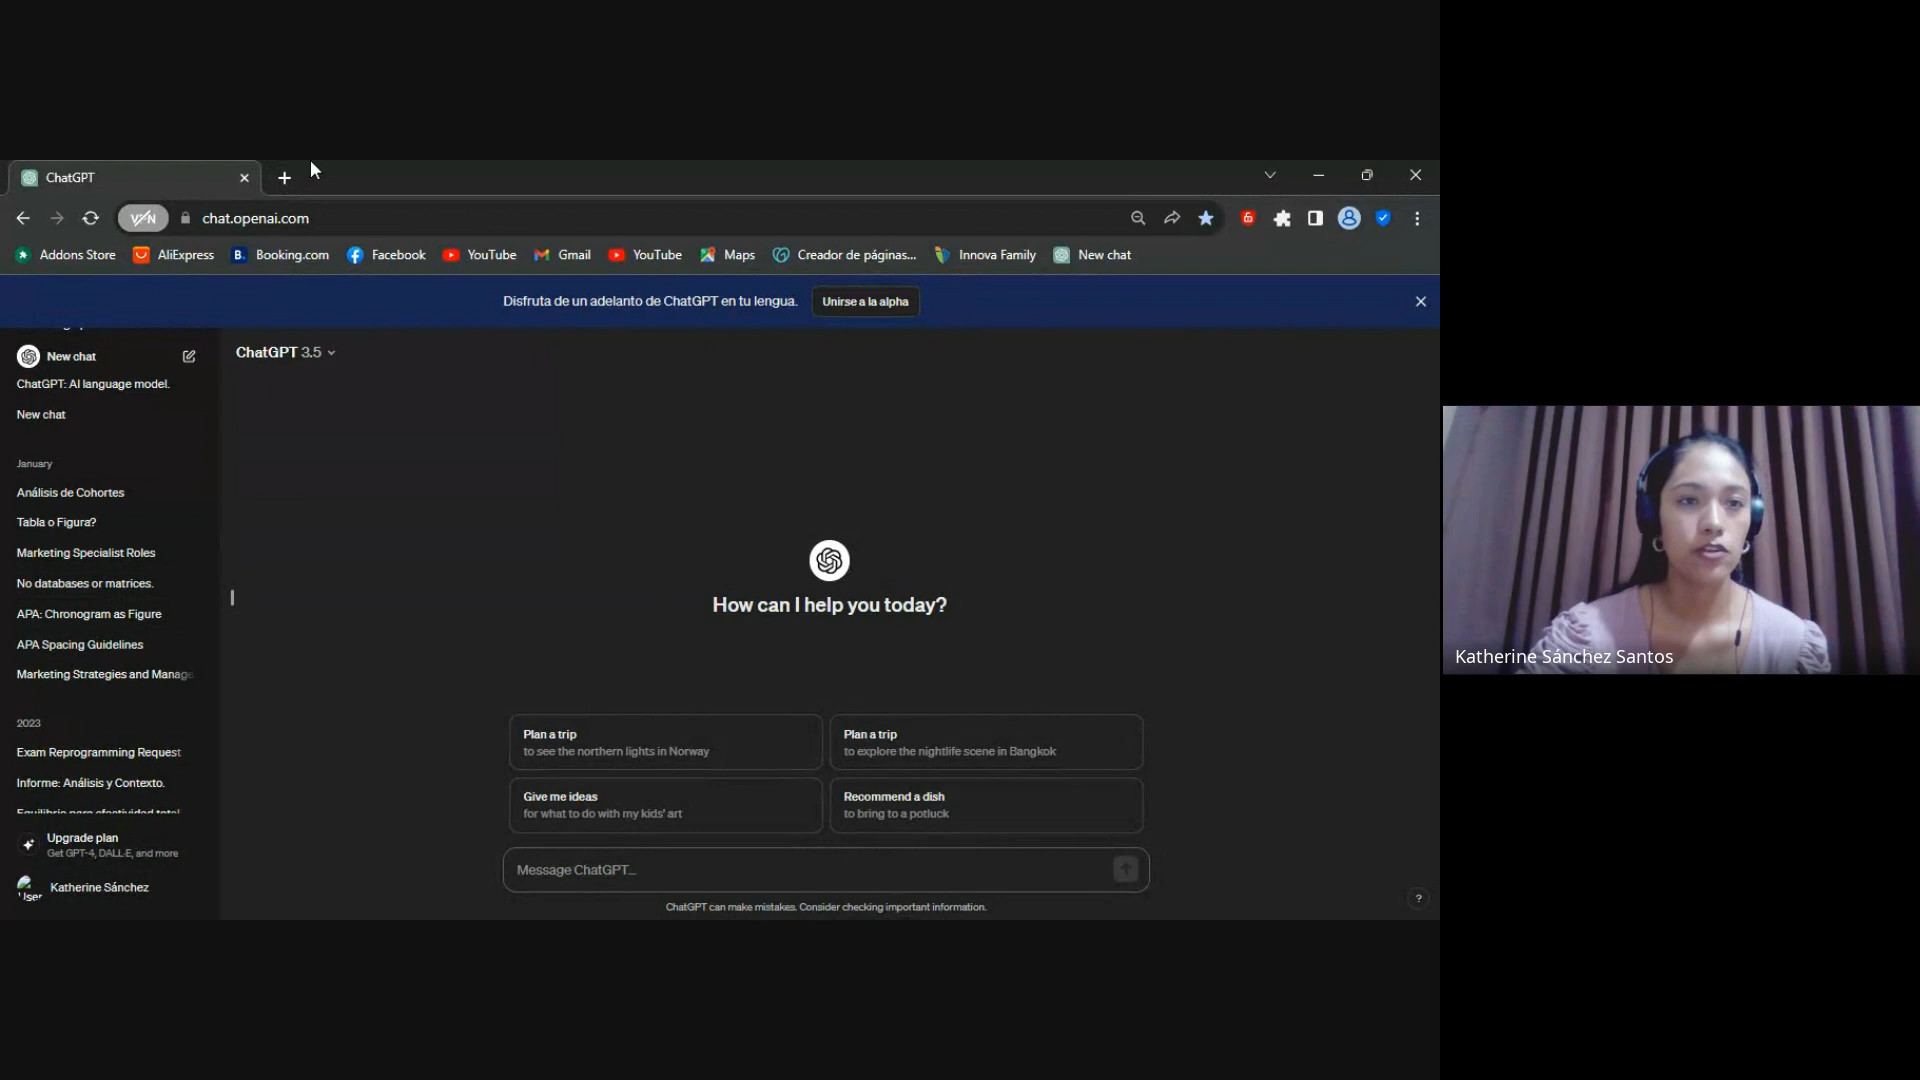 ChatGPT
chat.openai.com
Addons Store AliExpress Booking.com Facebook YouTube Gmail YouTube Maps Creador de páginas... Innova Family New chat
Disfruta de un adelanto de ChatGPT en tu lengua. Unirse a la alpha
New chat
ChatGPT: AI language model.
New chat
January
Análisis de Cohortes
Tabla o Figura?
Marketing Specialist Roles
No databases or matrices.
APA: Chronogram as Figure
APA Spacing Guidelines
Marketing Strategies and Manage
2023
Exam Reprogramming Request
Informe: Análisis y Contexto.
Upgrade plan
Get GPT-4, DALL·E, and more
User
Katherine Sánchez
ChatGPT 3.5
How can I help you today?
Plan a trip
to see the northern lights in Norway
Plan a trip
to explore the nightlife scene in Bangkok
Give me ideas
for what to do with my kids' art
Recommend a dish
to bring to a potluck
Message ChatGPT...
ChatGPT can make mistakes. Consider checking important information.
?
Katherine Sánchez Santos